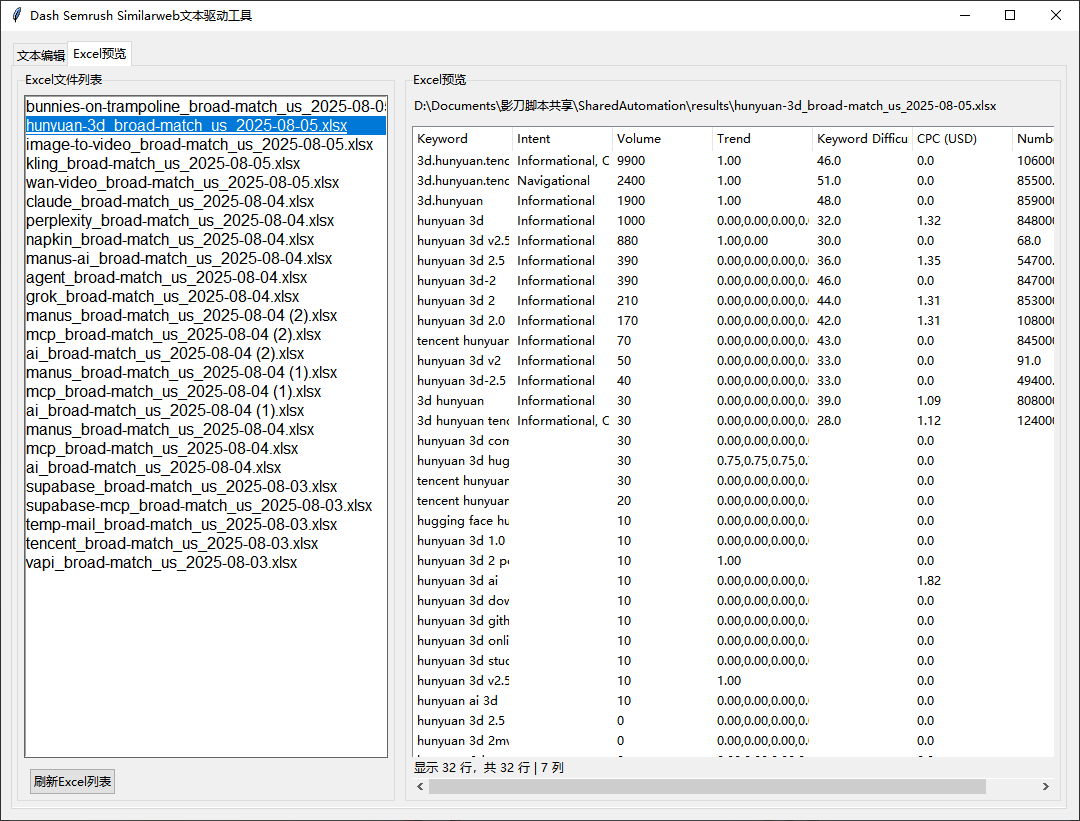 Dash Semrush Similarweb文本驱动工具
文本编辑 Excel预览
Excel文件列表
bunnies-on-trampoline_broad-match_us_2025-08-05
hunyuan-3d_broad-match_us_2025-08-05.xlsx
image-to-video_broad-match_us_2025-08-05.xlsx
kling_broad-match_us_2025-08-05.xlsx
wan-video_broad-match_us_2025-08-05.xlsx
claude_broad-match_us_2025-08-04.xlsx
perplexity_broad-match_us_2025-08-04.xlsx
napkin_broad-match_us_2025-08-04.xlsx
manus-ai_broad-match_us_2025-08-04.xlsx
agent_broad-match_us_2025-08-04.xlsx
grok_broad-match_us_2025-08-04.xlsx
manus_broad-match_us_2025-08-04 (2).xlsx
mcp_broad-match_us_2025-08-04 (2).xlsx
ai_broad-match_us_2025-08-04 (2).xlsx
manus_broad-match_us_2025-08-04 (1).xlsx
mcp_broad-match_us_2025-08-04 (1).xlsx
ai_broad-match_us_2025-08-04 (1).xlsx
manus_broad-match_us_2025-08-04.xlsx
mcp_broad-match_us_2025-08-04.xlsx
ai_broad-match_us_2025-08-04.xlsx
supabase_broad-match_us_2025-08-03.xlsx
supabase-mcp_broad-match_us_2025-08-03.xlsx
temp-mail_broad-match_us_2025-08-03.xlsx
tencent_broad-match_us_2025-08-03.xlsx
vapi_broad-match_us_2025-08-03.xlsx
刷新Excel列表
Excel预览
D:\Documents\影刀脚本共享\SharedAutomation\results\hunyuan-3d_broad-match_us_2025-08-05.xlsx
Keyword Intent Volume Trend Keyword Difficu CPC (USD) Numb
3d.hunyuan.tenc Informational, C 9900 1.00 46.0 0.0 106000
3d.hunyuan.tenc Navigational 2400 1.00 51.0 0.0 85500.
3d.hunyuan Informational 1900 1.00 48.0 0.0 859000
hunyuan 3d Informational 1000 0.00,0.00,0.00,0. 32.0 1.32 848000
hunyuan 3d v2.5 Informational 880 1.00,0.00 30.0 0.0 68.0
hunyuan 3d 2.5 Informational 390 0.00,0.00,0.00,0. 36.0 1.35 54700.
hunyuan 3d-2 Informational 390 0.00,0.00,0.00,0. 46.0 0.0 847000
hunyuan 3d 2 Informational 210 0.00,0.00,0.00,0. 44.0 1.31 853000
hunyuan 3d 2.0 Informational 170 0.00,0.00,0.00,0. 42.0 1.31 108000
tencent hunyuan Informational 70 0.00,0.00,0.00,0. 43.0 0.0 845000
hunyuan 3d v2 Informational 50 0.00,0.00,0.00,0. 33.0 0.0 91.0
hunyuan 3d-2.5 Informational 40 0.00,0.00,0.00,0. 33.0 0.0 49400.
3d hunyuan Informational 30 0.00,0.00,0.00,0. 39.0 1.09 808000
3d hunyuan tenc Informational, C 30 0.00,0.00,0.00,0. 28.0 1.12 124000
hunyuan 3d com 30 0.00,0.00,0.00,0. 0.0
hunyuan 3d hug 30 0.75,0.75,0.75,0. 0.0
tencent hunyuan 30 0.00,0.00,0.00,0. 0.0
tencent hunyuan 20 0.00,0.00,0.00,0. 0.0
hugging face hu 10 0.00,0.00,0.00,0. 0.0
hunyuan 3d 1.0 10 0.00,0.00,0.00,0. 0.0
hunyuan 3d 2 p 10 1.00 0.0
hunyuan 3d ai 10 0.00,0.00,0.00,0. 1.82
hunyuan 3d dow 10 0.00,0.00,0.00,0. 0.0
hunyuan 3d gith 10 0.00,0.00,0.00,0. 0.0
hunyuan 3d onli 10 0.00,0.00,0.00,0. 0.0
hunyuan 3d stud 10 0.00,0.00,0.00,0. 0.0
hunyuan 3d v2.5 10 1.00 0.0
hunyuan ai 3d 10 0.00,0.00,0.00,0. 0.0
hunyuan 3d 2.5 0 0.00,0.00,0.00,0. 0.0
hunyuan 3d 2mv 0 0.00,0.00,0.00,0. 0.0
显示 32 行，共 32 行 | 7 列